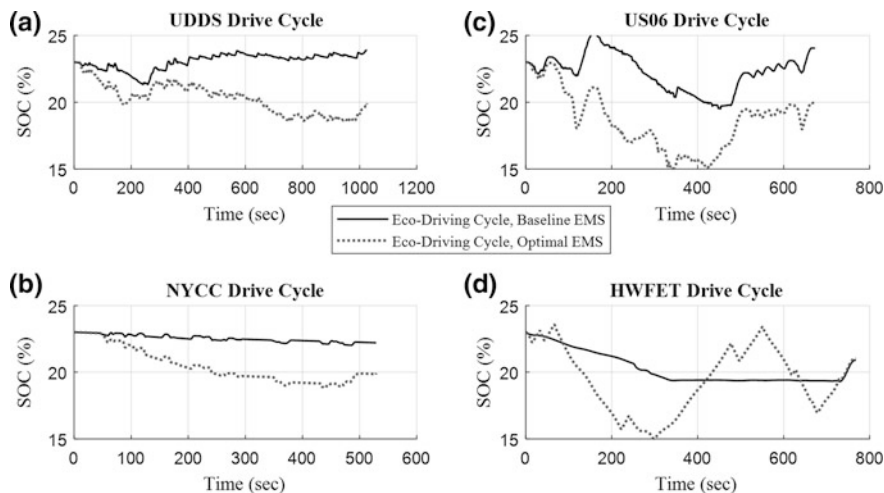 (a)
UDDS Drive Cycle
25
20
15
SOC (%)
0 200 400 600 800 1000 1200
Time (sec)
(c)
US06 Drive Cycle
25
20
15
SOC (%)
0 200 400 600 800
Time (sec)
Eco-Driving Cycle, Baseline EMS
Eco-Driving Cycle, Optimal EMS
(b)
NYCC Drive Cycle
25
20
15
SOC (%)
0 100 200 300 400 500 600
Time (sec)
(d)
HWFET Drive Cycle
25
20
15
SOC (%)
0 200 400 600 800
Time (sec)